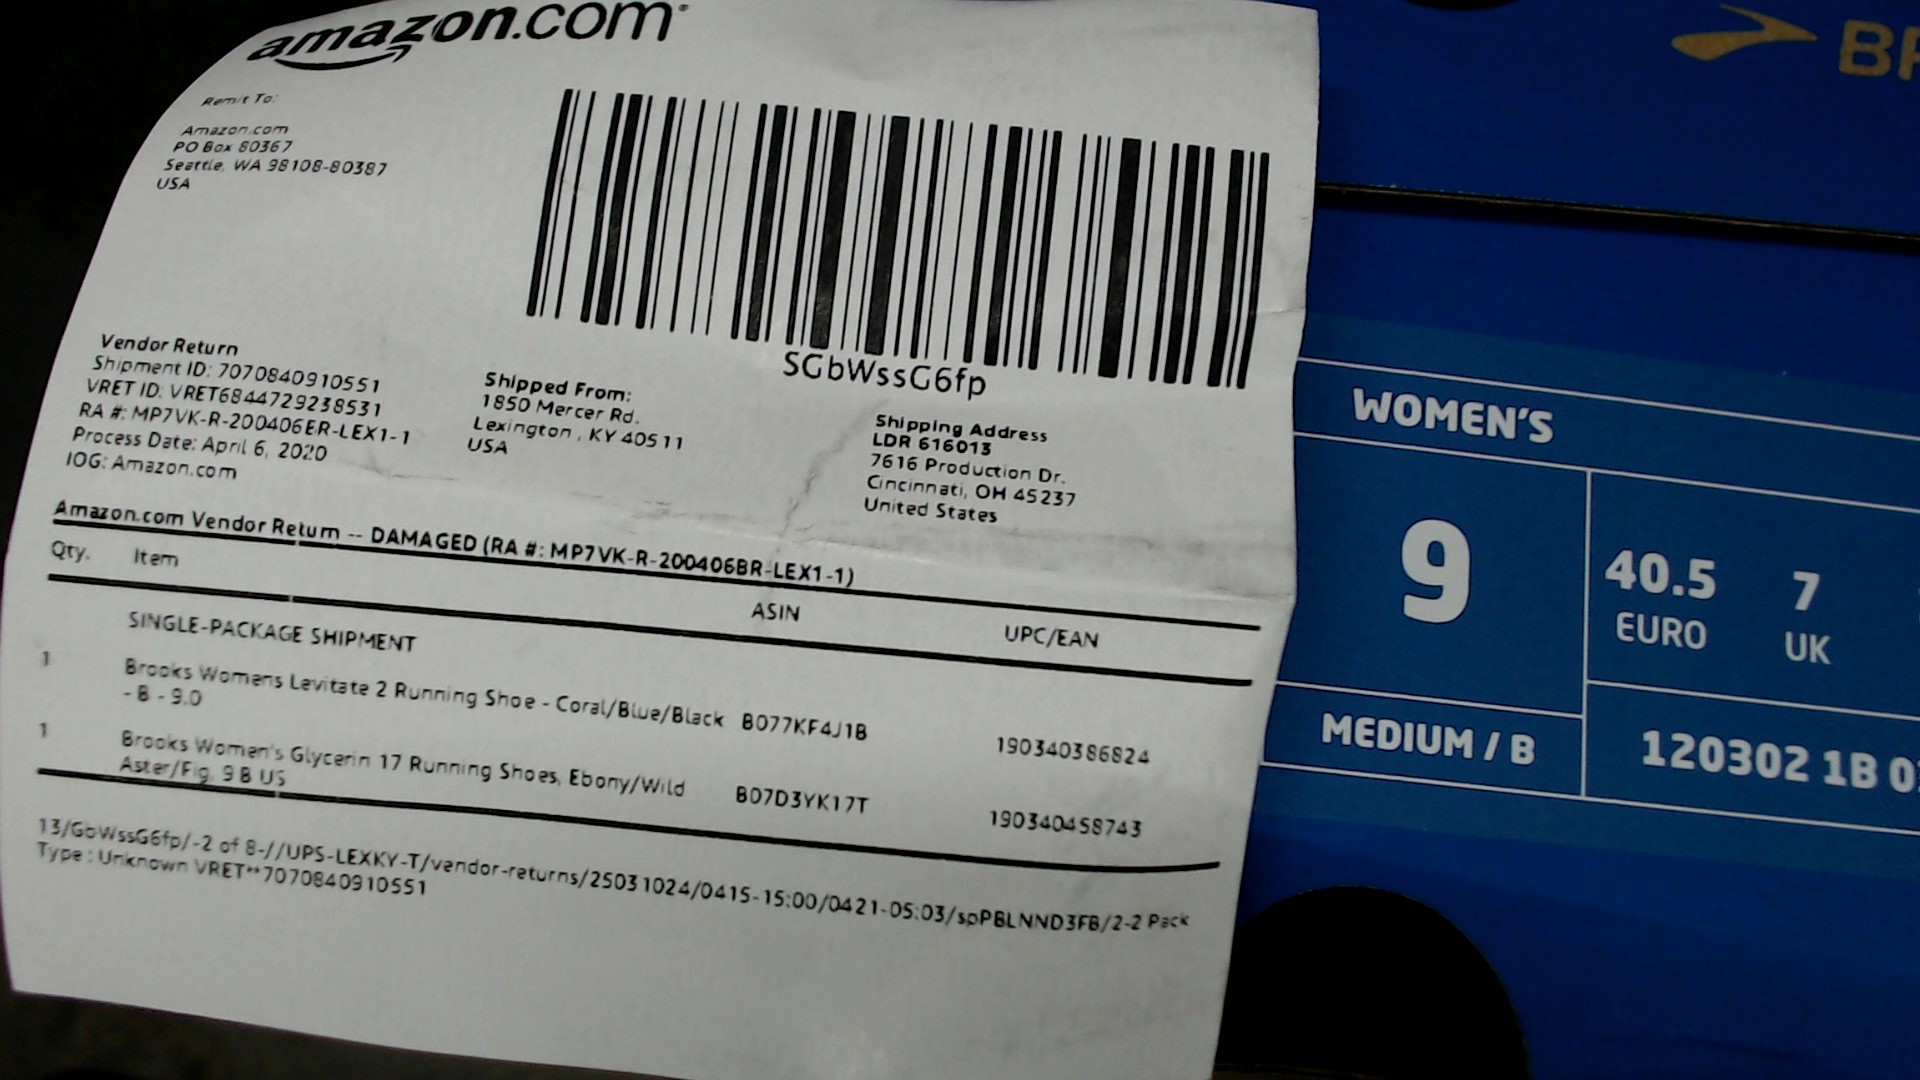 amazon.com
Remit To:
Amazon.com
PO Box 80367
Seattle, WA 98108-80387
USA
SGbWssG6fp
Vendor Return
Shipment ID: 7070840910551
VRET ID: VRET6844729238531
RA #: MP7VK-R-200406ER-LEX1-1
Process Date: April 6, 2020
IOG: Amazon.com
Shipped From:
1850 Mercer Rd.
Lexington , KY 40511
USA
Shipping Address
LDR 616013
7616 Production Dr.
Cincinnati, OH 45237
United States
Amazon.com Vendor Return -- DAMAGED (RA #: MP7VK-R-200406BR-LEX1-1)
Qty. Item ASIN UPC/EAN
SINGLE-PACKAGE SHIPMENT
1 Brooks Womens Levitate 2 Running Shoe - Coral/Blue/Black B077KF4J1B 190340386824
- B - 9.0
1 Brooks Women's Glycerin 17 Running Shoes, Ebony/Wild B07D3YK17T 190340458743
Aster/Fig, 9 B US
13/GbWssG6fp/-2 of 8-//UPS-LEXKY-T/vendor-returns/25031024/0415-15:00/0421-05:03/spPBLNND3FB/2-2 Pack
Type : Unknown VRET**7070840910551
WOMEN'S
9
40.5 7
EURO UK
MEDIUM / B
120302 1B